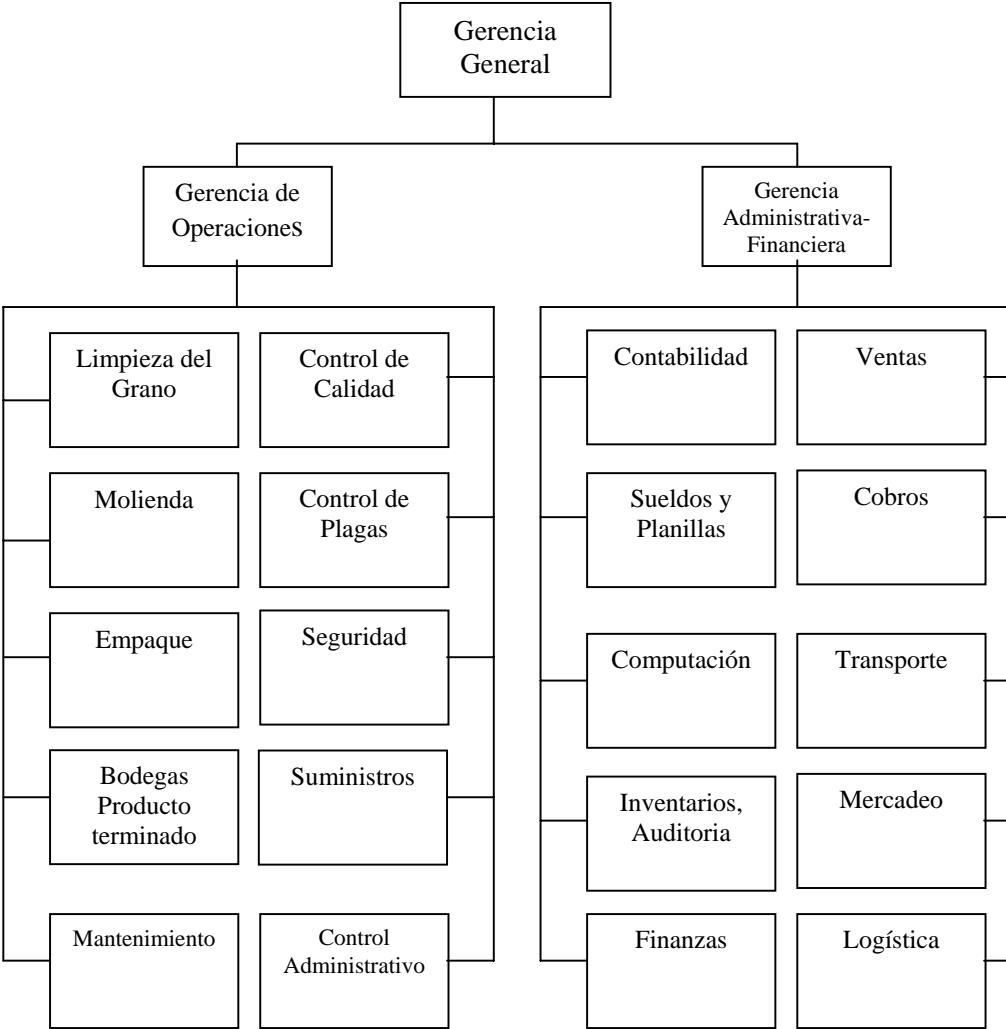 Gerencia
General
Gerencia de
Operaciones
Gerencia
Administrativa-
Financiera
Limpieza del
Grano
Control de
Calidad
Contabilidad
Ventas
Molienda
Control de
Plagas
Sueldos y
Planillas
Cobros
Empaque
Seguridad
Computación
Transporte
Bodegas
Producto
terminado
Suministros
Inventarios,
Auditoria
Mercadeo
Mantenimiento
Control
Administrativo
Finanzas
Logística